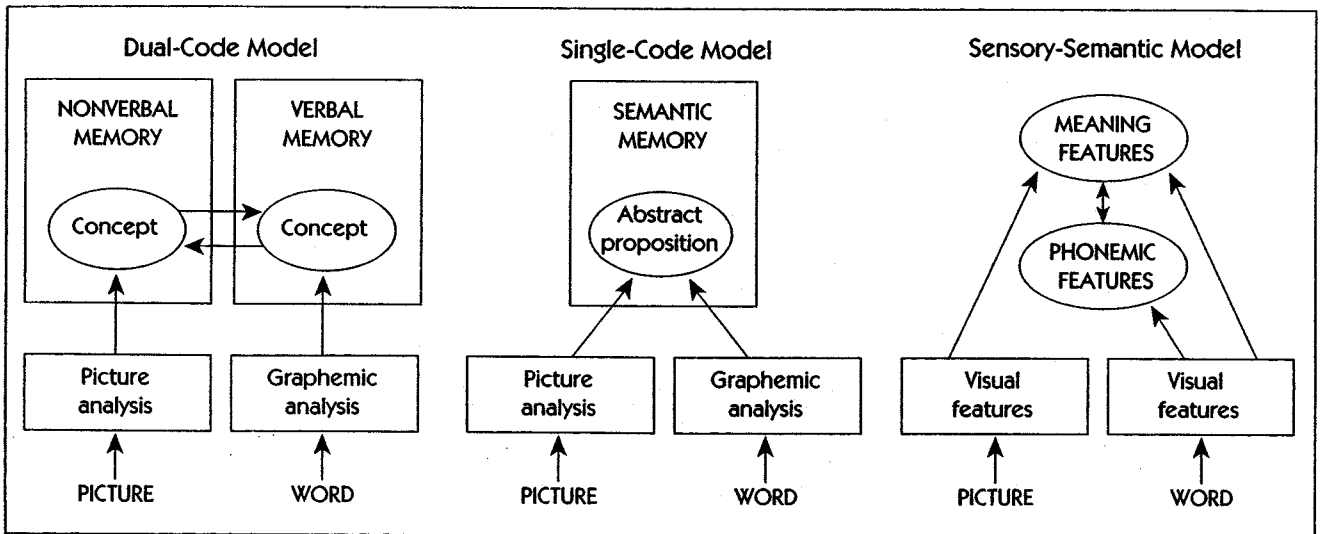 Dual-Code Model
NONVERBAL
MEMORY
Concept
VERBAL
MEMORY
Concept
Picture
analysis
Graphemic
analysis
PICTURE
WORD
Single-Code Model
SEMANTIC
MEMORY
Abstract
proposition
Picture
analysis
Graphemic
analysis
PICTURE
WORD
Sensory-Semantic Model
MEANING
FEATURES
PHONEMIC
FEATURES
Visual
features
Visual
features
PICTURE
WORD